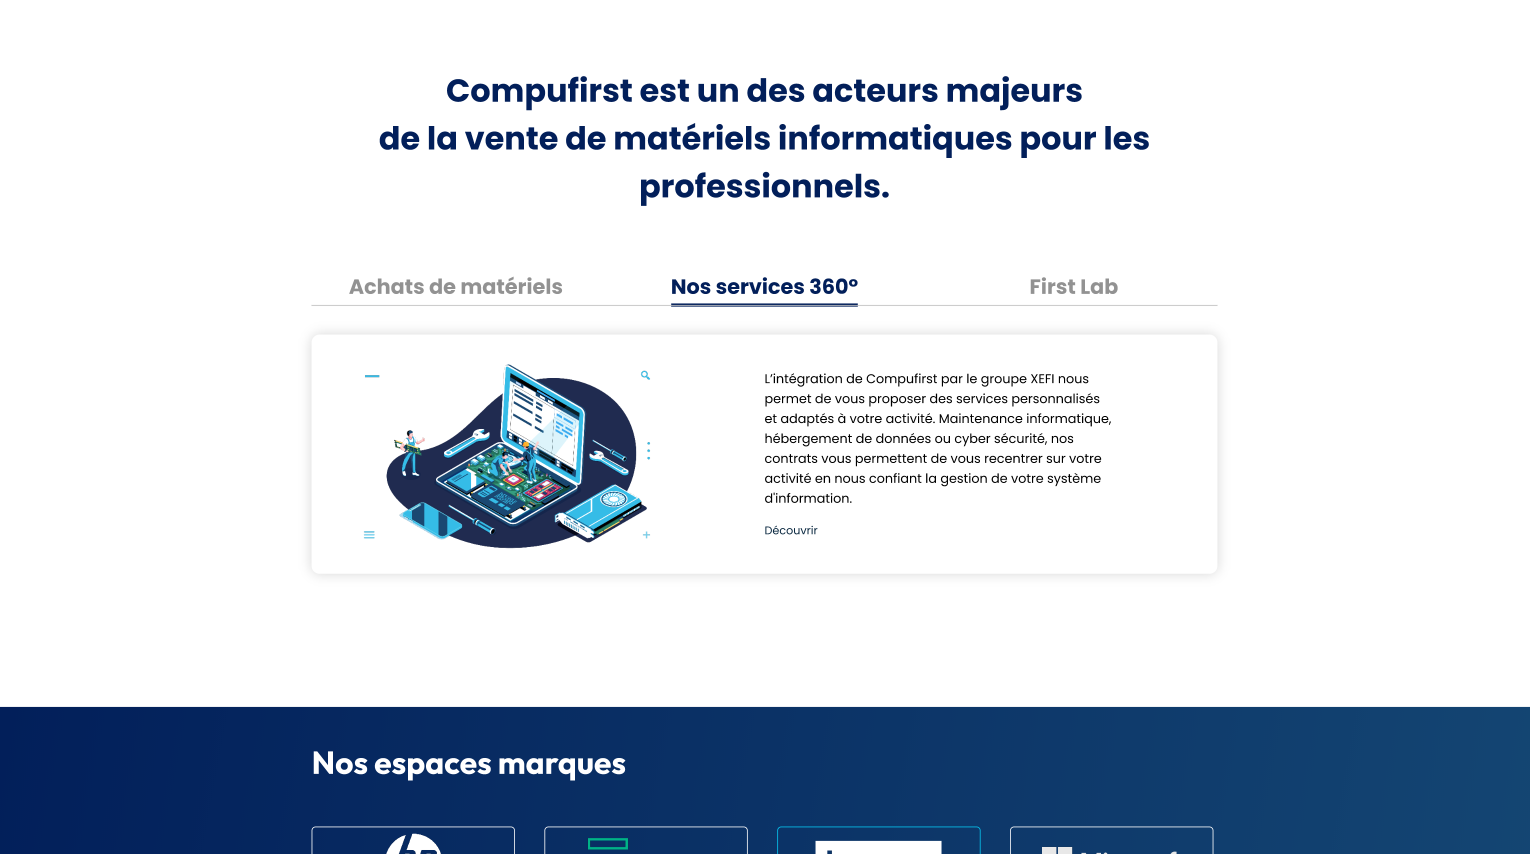 Compufirst est un des acteurs majeurs
de la vente de matériels informatiques pour les
professionnels.
Achats de matériels
Nos services 360°
First Lab
L’intégration de Compufirst par le groupe XEFI nous
permet de vous proposer des services personnalisés
et adaptés à votre activité. Maintenance informatique,
hébergement de données ou cyber sécurité, nos
contrats vous permettent de vous recentrer sur votre
activité en nous confiant la gestion de votre système
d'information.
Découvrir
Nos espaces marques